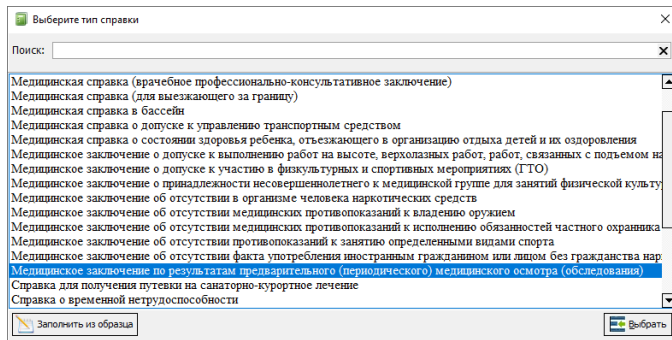 Выберите тип справки
Поиск:
Медицинская справка (врачебное профессионально-консультативное заключение)
Медицинская справка (для выезжающего за границу)
Медицинская справка в бассейн
Медицинская справка о допуске к управлению транспортным средством
Медицинская справка о состоянии здоровья ребенка, отъезжающего в организацию отдыха детей и их оздоровления
Медицинское заключение о допуске к выполнению работ на высоте, верхолазных работ, работ, связанных с подъемом на
Медицинское заключение о допуске к участию в физкультурных и спортивных мероприятиях (ГТО)
Медицинское заключение о принадлежности несовершеннолетнего к медицинской группе для занятий физической культу
Медицинское заключение об отсутствии в организме человека наркотических средств
Медицинское заключение об отсутствии медицинских противопоказаний к владению оружием
Медицинское заключение об отсутствии медицинских противопоказаний к исполнению обязанностей частного охранника
Медицинское заключение об отсутствии противопоказаний к занятию определенными видами спорта
Медицинское заключение об отсутствии факта употребления иностранным гражданином или лицом без гражданства нар
Медицинское заключение по результатам предварительного (периодического) медицинского осмотра (обследования)
Справка для получения путевки на санаторно-курортное лечение
Справка о временной нетрудоспособности
Заполнить из образца
Выбрать